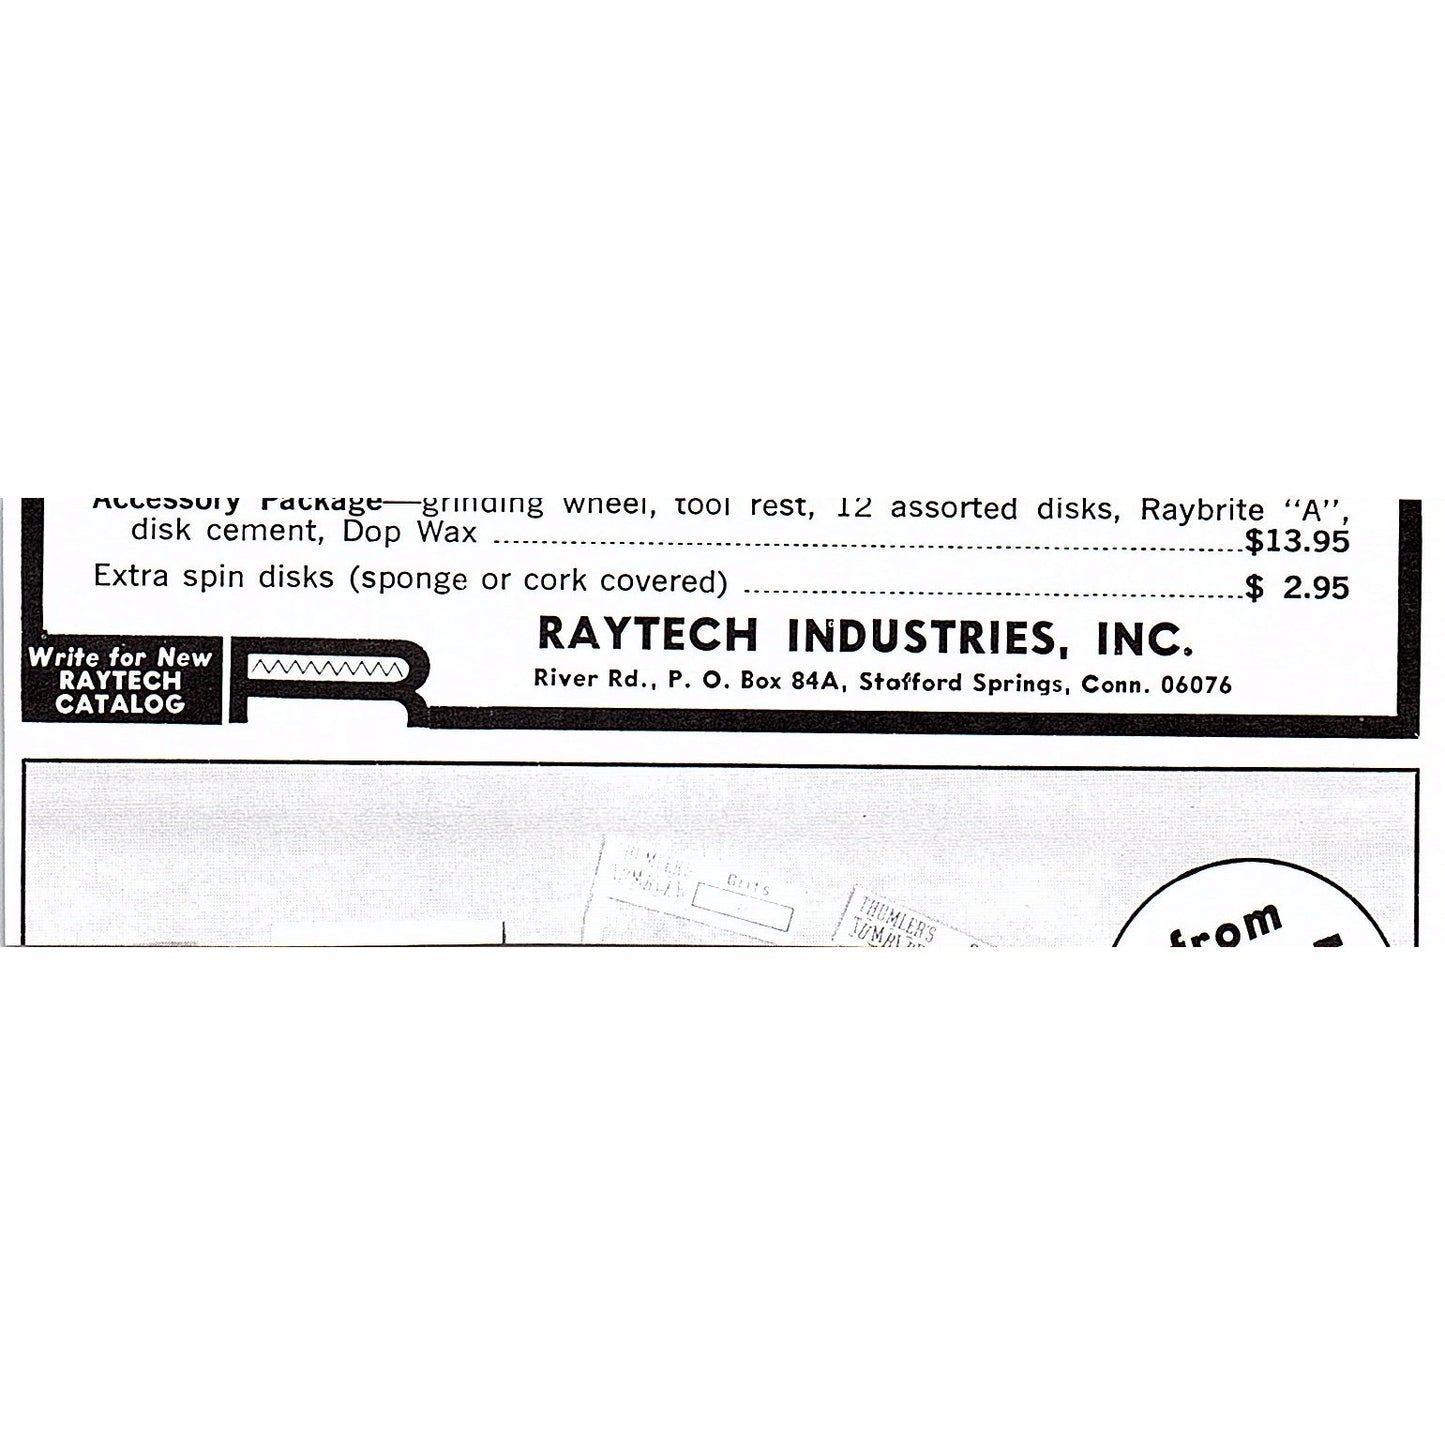 Accessory Package—grinding wheel, tool rest, 12 assorted disks, Raybrite “A”,
disk cement, Dop Wax ........ $13.95
Extra spin disks (sponge or cork covered) ........ $ 2.95
RAYTECH INDUSTRIES, INC.
River Rd., P. O. Box 84A, Stafford Springs, Conn. 06076
Write for New
RAYTECH
CATALOG
Grits
THUMLER'S
from